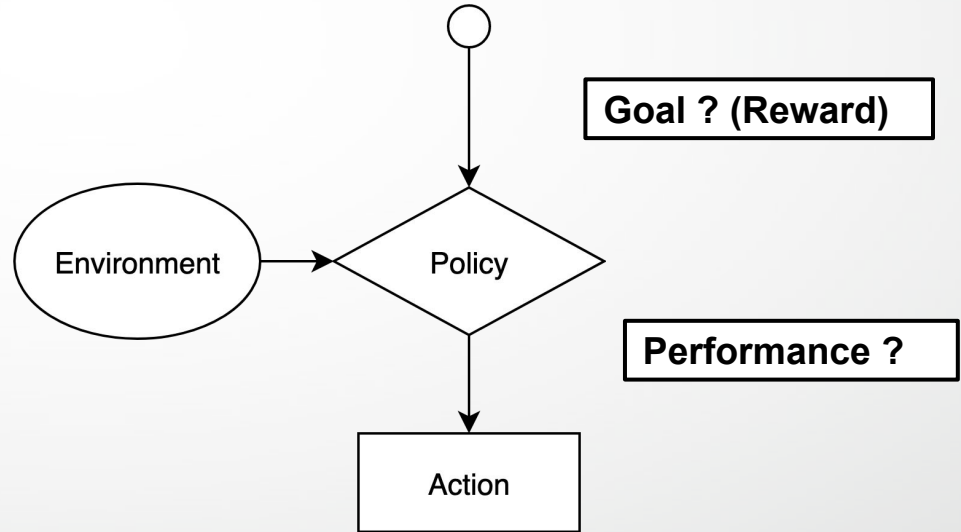 Goal ? (Reward)
Environment
Policy
Performance ?
Action